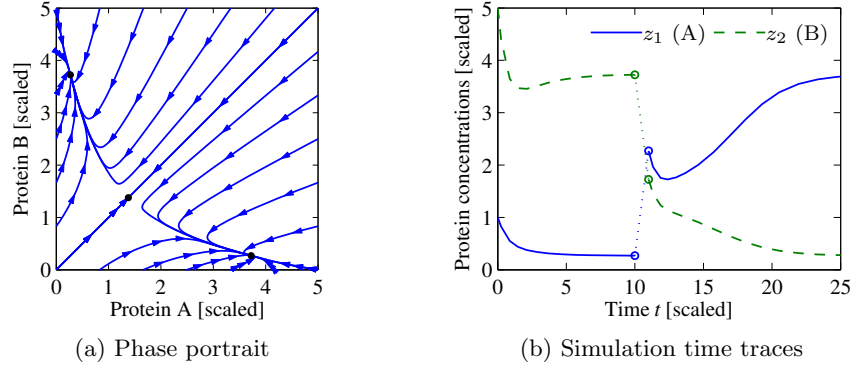 Protein B [scaled]
5
4
3
2
1
0
0 1 2 3 4 5
Protein A [scaled]
(a) Phase portrait
Protein concentrations [scaled]
5
4
3
2
1
0
z₁ (A) z₂ (B)
0 5 10 15 20 25
Time t [scaled]
(b) Simulation time traces